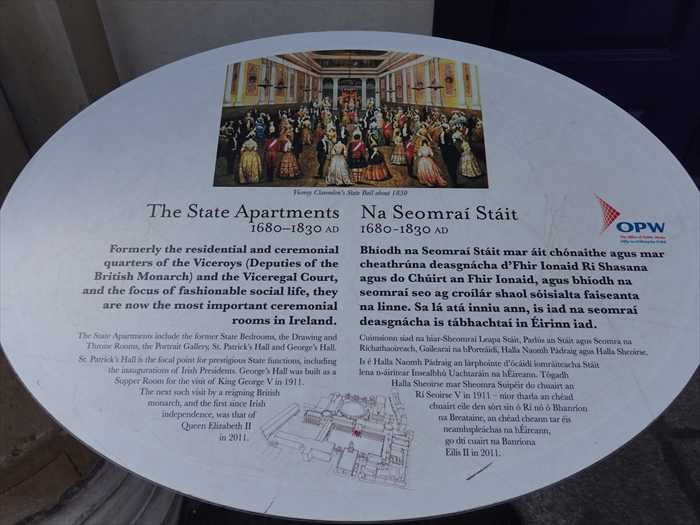 Viceroy Clarendon's State Ball about 1850
The State Apartments
1680–1830 AD
Formerly the residential and ceremonial
quarters of the Viceroys (Deputies of the
British Monarch) and the Viceregal Court,
and the focus of fashionable social life, they
are now the most important ceremonial
rooms in Ireland.
The State Apartments include the former State Bedrooms, the Drawing and
Throne Rooms, the Portrait Gallery, St. Patrick's Hall and George's Hall.
St. Patrick's Hall is the focal point for prestigious State functions, including
the inaugurations of Irish Presidents. George's Hall was built as a
Supper Room for the visit of King George V in 1911.
The next such visit by a reigning British
monarch, and the first since Irish
independence, was that of
Queen Elizabeth II
in 2011.
Na Seomraí Stáit
1680-1830 AD
Bhíodh na Seomraí Stáit mar áit chónaithe agus mar
cheathrúna deasgnácha d'Fhir Ionaid Rí Shasana
agus do Chúirt an Fhir Ionaid, agus bhíodh na
seomraí seo ag croílár shaol sóisialta faiseanta
na linne. Sa lá atá inniu ann, is iad na seomraí
deasgnácha is tábhachtaí in Éirinn iad.
Cuimsíonn siad na hiar-Sheomraí Leapa Stáit, Parlús an Stáit agus Seomra na
Ríchathaoireach, Gailearaí na bPortráidí, Halla Naomh Pádraig agus Halla Sheoirse.
Is é Halla Naomh Pádraig an lárphointe d'ócáidí iomráiteacha Stáit
lena n-áirítear Insealbhú Uachtaráin na hÉireann. Tógadh
Halla Sheoirse mar Sheomra Suipéir do chuairt an
Rí Seoirse V in 1911 – níor tharla an chéad
chuairt eile den sórt sin ó Rí nó ó Bhanríon
na Breataine, an chéad cheann tar éis
neamhspleáchas na hÉireann,
go dtí cuairt na Banríona
Eilís II in 2011.
OPW
The Office of Public Works
Oifig na nOibreacha Poiblí